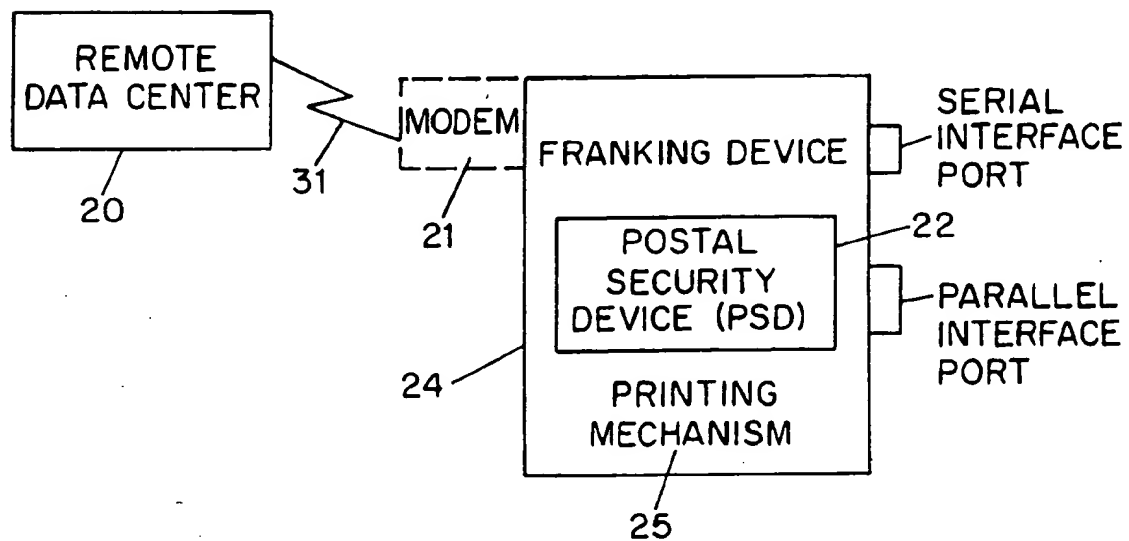 REMOTE
DATA CENTER
20
31
MODEM
21
FRANKING DEVICE
SERIAL
INTERFACE
PORT
POSTAL
SECURITY
DEVICE (PSD)
22
PARALLEL
INTERFACE
PORT
24
PRINTING
MECHANISM
25